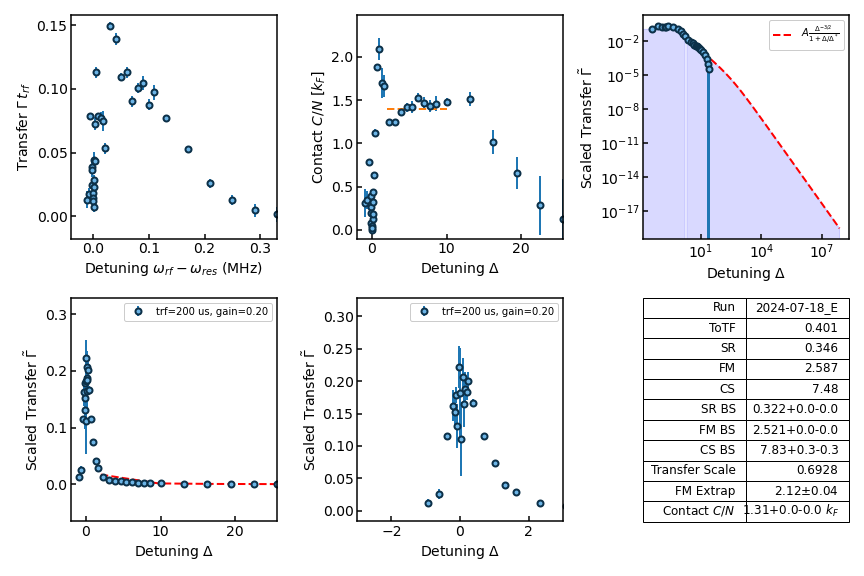 Transfer Γ t_rf
0.15
0.10
0.05
0.00
0.0
0.1
0.2
0.3
Detuning ω_rf − ω_res (MHz)
Contact C/N [k_F]
2.0
1.5
1.0
0.5
0.0
0
10
20
Detuning Δ
Scaled Transfer Γ̃
10⁻²
10⁻⁵
10⁻⁸
10⁻¹¹
10⁻¹⁴
10⁻¹⁷
10¹
10⁴
10⁷
Detuning Δ
A Δ^{-3/2} / (1+Δ/Δ*)
Scaled Transfer Γ̃
0.3
0.2
0.1
0.0
0
10
20
Detuning Δ
trf=200 us, gain=0.20
Scaled Transfer Γ̃
0.30
0.25
0.20
0.15
0.10
0.05
0.00
−2
0
2
Detuning Δ
trf=200 us, gain=0.20
Run 2024-07-18_E
ToTF 0.401
SR 0.346
FM 2.587
CS 7.48
SR BS 0.322+0.0-0.0
FM BS 2.521+0.0-0.0
CS BS 7.83+0.3-0.3
Transfer Scale 0.6928
FM Extrap 2.12±0.04
Contact C/N 1.31+0.0-0.0 k_F